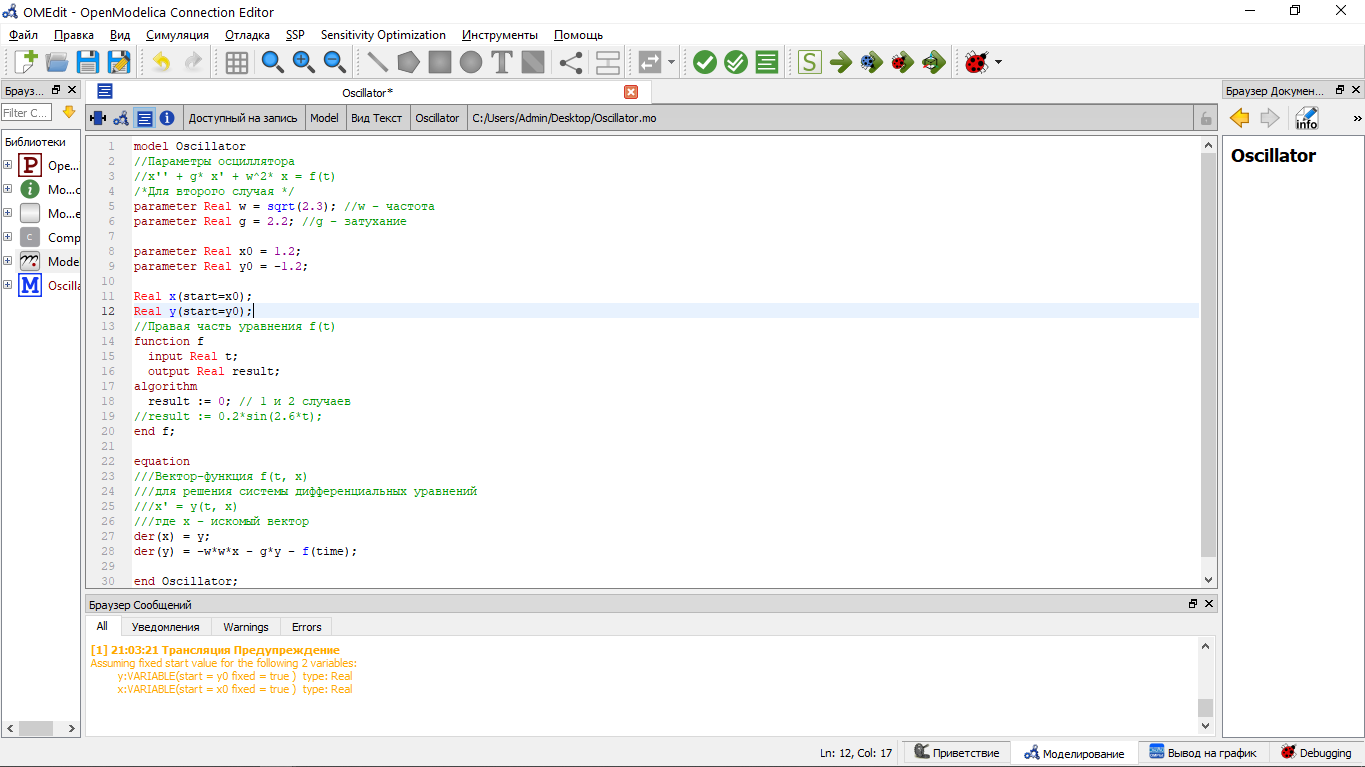 OMEdit - OpenModelica Connection Editor
Файл Правка Вид Симуляция Отладка SSP Sensitivity Optimization Инструменты Помощь
Брауз...
Filter C...
Библиотеки
P Ope...
i Mo...c
Mo...e
C Comp
Mode
M Oscilla
Oscillator*
Доступный на запись Model Вид Текст Oscillator C:/Users/Admin/Desktop/Oscillator.mo
1 model Oscillator
2 //Параметры осциллятора
3 //x'' + g* x' + w^2* x = f(t)
4 /*Для второго случая */
5 parameter Real w = sqrt(2.3); //w - частота
6 parameter Real g = 2.2; //g - затухание
7
8 parameter Real x0 = 1.2;
9 parameter Real y0 = -1.2;
10
11 Real x(start=x0);
12 Real y(start=y0);
13 //Правая часть уравнения f(t)
14 function f
15 input Real t;
16 output Real result;
17 algorithm
18 result := 0; // 1 и 2 случаев
19 //result := 0.2*sin(2.6*t);
20 end f;
21
22 equation
23 ///Вектор-функция f(t, x)
24 ///для решения системы дифференциальных уравнений
25 ///x' = y(t, x)
26 ///где x - искомый вектор
27 der(x) = y;
28 der(y) = -w*w*x - g*y - f(time);
29
30 end Oscillator;
Браузер Сообщений
All Уведомления Warnings Errors
[1] 21:03:21 Трансляция Предупреждение
Assuming fixed start value for the following 2 variables:
y:VARIABLE(start = y0 fixed = true ) type: Real
x:VARIABLE(start = x0 fixed = true ) type: Real
Браузер Докумен...
info »
Oscillator
Ln: 12, Col: 17 Приветствие Моделирование Вывод на график Debugging